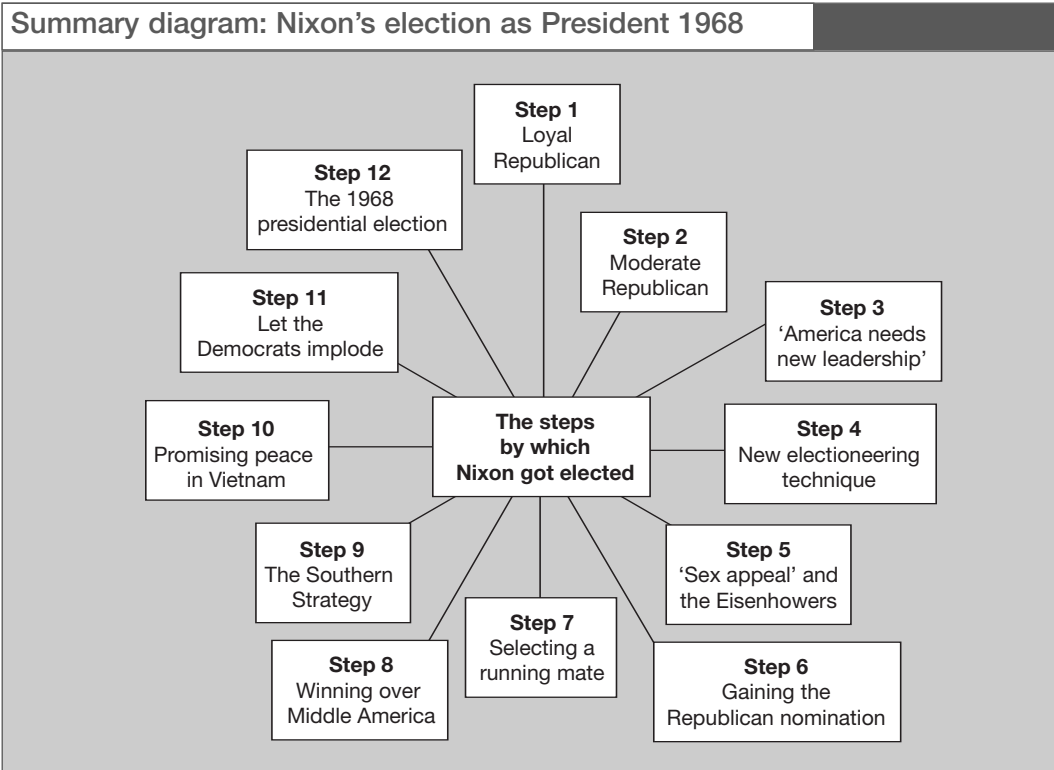 Summary diagram: Nixon’s election as President 1968
Step 1
Loyal
Republican
Step 2
Moderate
Republican
Step 3
‘America needs
new leadership’
Step 4
New electioneering
technique
Step 5
‘Sex appeal’ and
the Eisenhowers
Step 6
Gaining the
Republican nomination
Step 7
Selecting a
running mate
Step 8
Winning over
Middle America
Step 9
The Southern
Strategy
Step 10
Promising peace
in Vietnam
Step 11
Let the
Democrats implode
Step 12
The 1968
presidential election
The steps
by which
Nixon got elected